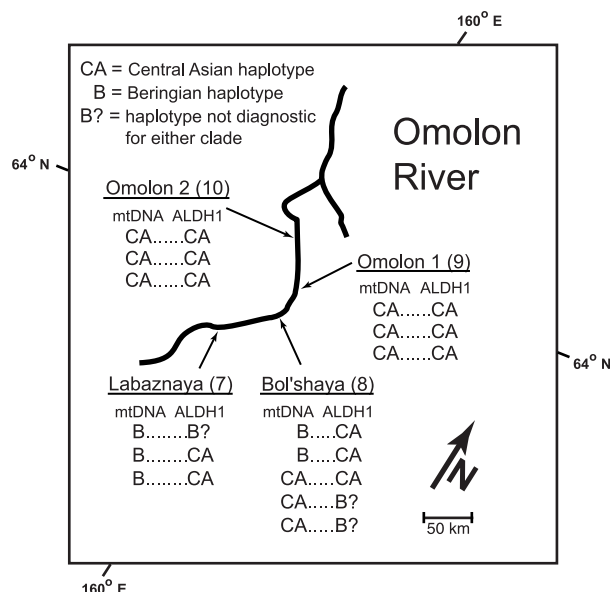 160° E
CA = Central Asian haplotype
B = Beringian haplotype
B? = haplotype not diagnostic
for either clade
Omolon
River
64° N
Omolon 2 (10)
mtDNA ALDH1
CA......CA
CA......CA
CA......CA
Omolon 1 (9)
mtDNA ALDH1
CA......CA
CA......CA
CA......CA
64° N
Labaznaya (7)
mtDNA ALDH1
B........B?
B.......CA
B.......CA
Bol'shaya (8)
mtDNA ALDH1
B.....CA
B.....CA
CA.....CA
CA.....B?
CA.....B?
N
50 km
160° E